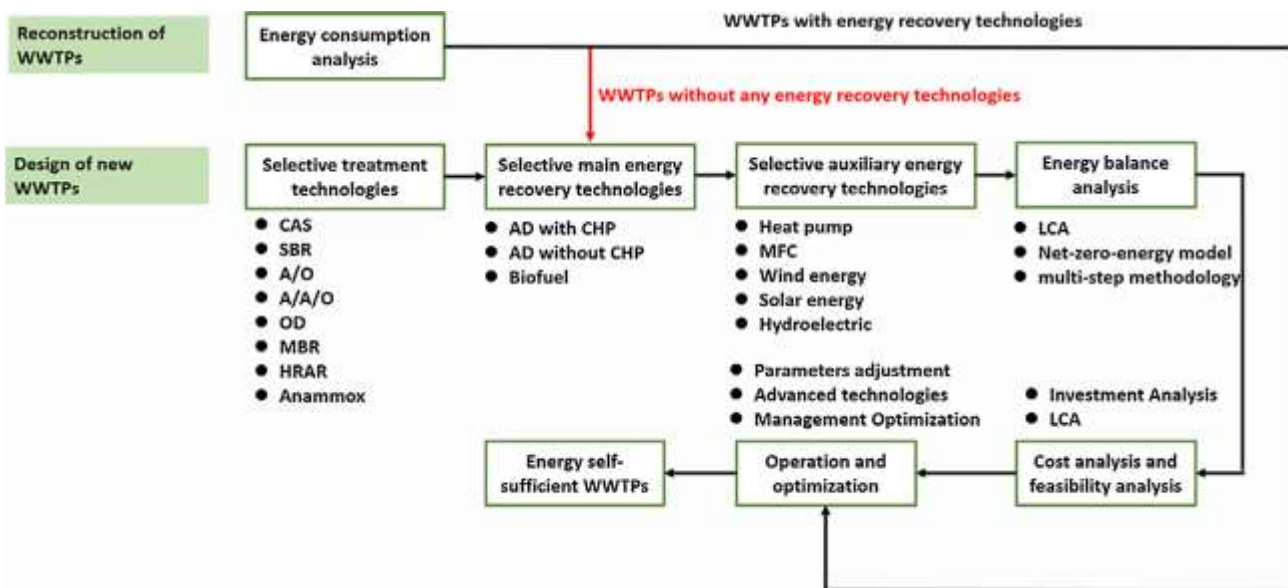 WWTPs with energy recovery technologies
Reconstruction of
WWTPs
Energy consumption
analysis
WWTPs without any energy recovery technologies
Design of new
WWTPs
Selective treatment
technologies
Selective main energy
recovery technologies
Selective auxiliary energy
recovery technologies
Energy balance
analysis
● CAS
● SBR
● A/O
● A/A/O
● OD
● MBR
● HRAR
● Anammox
● AD with CHP
● AD without CHP
● Biofuel
● Heat pump
● MFC
● Wind energy
● Solar energy
● Hydroelectric
● LCA
● Net-zero-energy model
● multi-step methodology
● Parameters adjustment
● Advanced technologies
● Management Optimization
● Investment Analysis
● LCA
Energy self-
sufficient WWTPs
Operation and
optimization
Cost analysis and
feasibility analysis